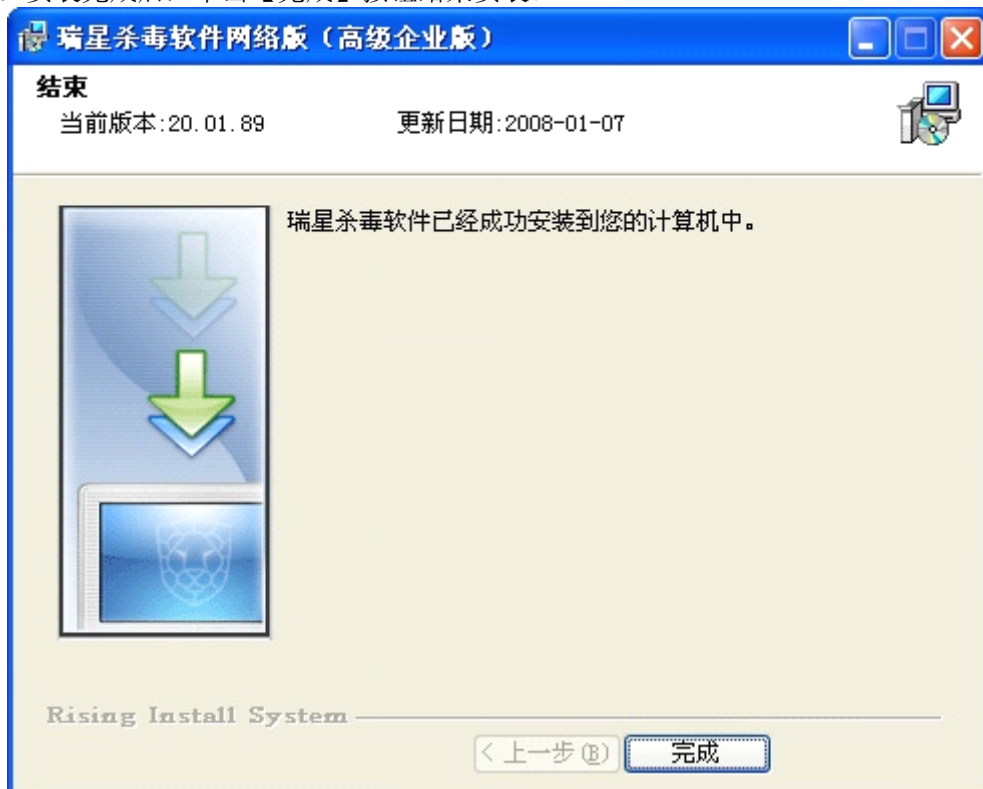 瑞星杀毒软件网络版（高级企业版）
结束
当前版本:20.01.89 更新日期:2008-01-07
瑞星杀毒软件已经成功安装到您的计算机中。
Rising Install System
< 上一步(B) 完成